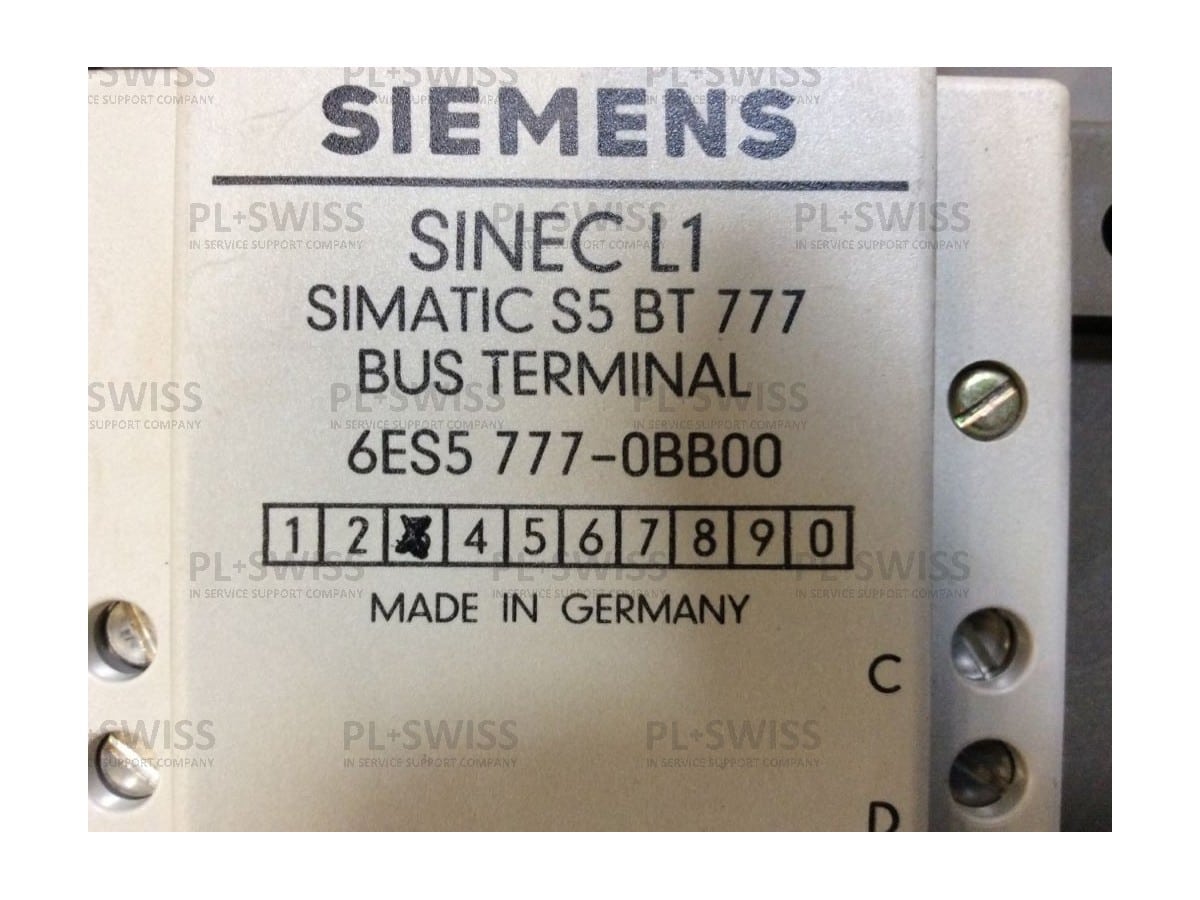 SIEMENS
SINEC L1
SIMATIC S5 BT 777
BUS TERMINAL
6ES5 777-0BB00
1 2 3 4 5 6 7 8 9 0
MADE IN GERMANY
C
D
PL+SWISS
IN SERVICE SUPPORT COMPANY